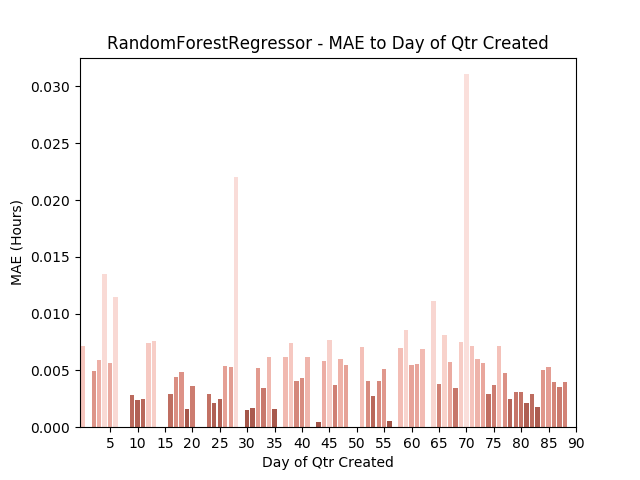 RandomForestRegressor - MAE to Day of Qtr Created
MAE (Hours)
0.030
0.025
0.020
0.015
0.010
0.005
0.000
5 10 15 20 25 30 35 40 45 50 55 60 65 70 75 80 85 90
Day of Qtr Created